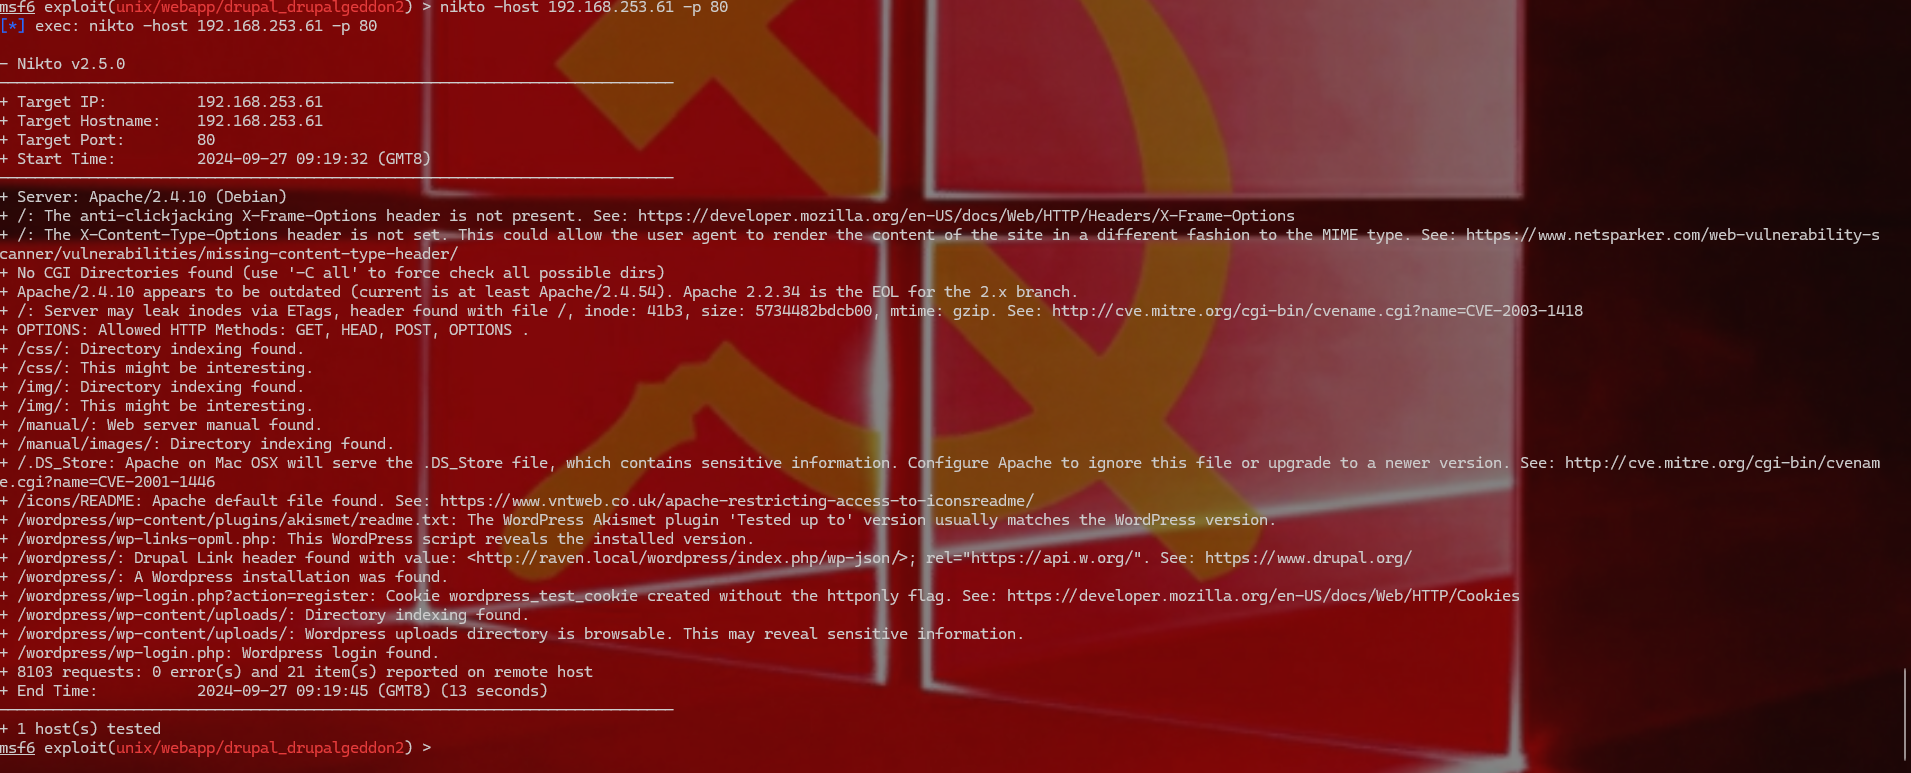 msf6 exploit(unix/webapp/drupal_drupalgeddon2) > nikto -host 192.168.253.61 -p 80
[*] exec: nikto -host 192.168.253.61 -p 80
- Nikto v2.5.0
---------------------------------------------------------------------------
+ Target IP:          192.168.253.61
+ Target Hostname:    192.168.253.61
+ Target Port:        80
+ Start Time:         2024-09-27 09:19:32 (GMT8)
---------------------------------------------------------------------------
+ Server: Apache/2.4.10 (Debian)
+ /: The anti-clickjacking X-Frame-Options header is not present. See: https://developer.mozilla.org/en-US/docs/Web/HTTP/Headers/X-Frame-Options
+ /: The X-Content-Type-Options header is not set. This could allow the user agent to render the content of the site in a different fashion to the MIME type. See: https://www.netsparker.com/web-vulnerability-s
canner/vulnerabilities/missing-content-type-header/
+ No CGI Directories found (use '-C all' to force check all possible dirs)
+ Apache/2.4.10 appears to be outdated (current is at least Apache/2.4.54). Apache 2.2.34 is the EOL for the 2.x branch.
+ /: Server may leak inodes via ETags, header found with file /, inode: 41b3, size: 5734482bdcb00, mtime: gzip. See: http://cve.mitre.org/cgi-bin/cvename.cgi?name=CVE-2003-1418
+ OPTIONS: Allowed HTTP Methods: GET, HEAD, POST, OPTIONS .
+ /css/: Directory indexing found.
+ /css/: This might be interesting.
+ /img/: Directory indexing found.
+ /img/: This might be interesting.
+ /manual/: Web server manual found.
+ /manual/images/: Directory indexing found.
+ /.DS_Store: Apache on Mac OSX will serve the .DS_Store file, which contains sensitive information. Configure Apache to ignore this file or upgrade to a newer version. See: http://cve.mitre.org/cgi-bin/cvenam
e.cgi?name=CVE-2001-1446
+ /icons/README: Apache default file found. See: https://www.vntweb.co.uk/apache-restricting-access-to-iconsreadme/
+ /wordpress/wp-content/plugins/akismet/readme.txt: The WordPress Akismet plugin 'Tested up to' version usually matches the WordPress version.
+ /wordpress/wp-links-opml.php: This WordPress script reveals the installed version.
+ /wordpress/: Drupal Link header found with value: <http://raven.local/wordpress/index.php/wp-json/>; rel="https://api.w.org/". See: https://www.drupal.org/
+ /wordpress/: A Wordpress installation was found.
+ /wordpress/wp-login.php?action=register: Cookie wordpress_test_cookie created without the httponly flag. See: https://developer.mozilla.org/en-US/docs/Web/HTTP/Cookies
+ /wordpress/wp-content/uploads/: Directory indexing found.
+ /wordpress/wp-content/uploads/: Wordpress uploads directory is browsable. This may reveal sensitive information.
+ /wordpress/wp-login.php: Wordpress login found.
+ 8103 requests: 0 error(s) and 21 item(s) reported on remote host
+ End Time:           2024-09-27 09:19:45 (GMT8) (13 seconds)
---------------------------------------------------------------------------
+ 1 host(s) tested
msf6 exploit(unix/webapp/drupal_drupalgeddon2) >